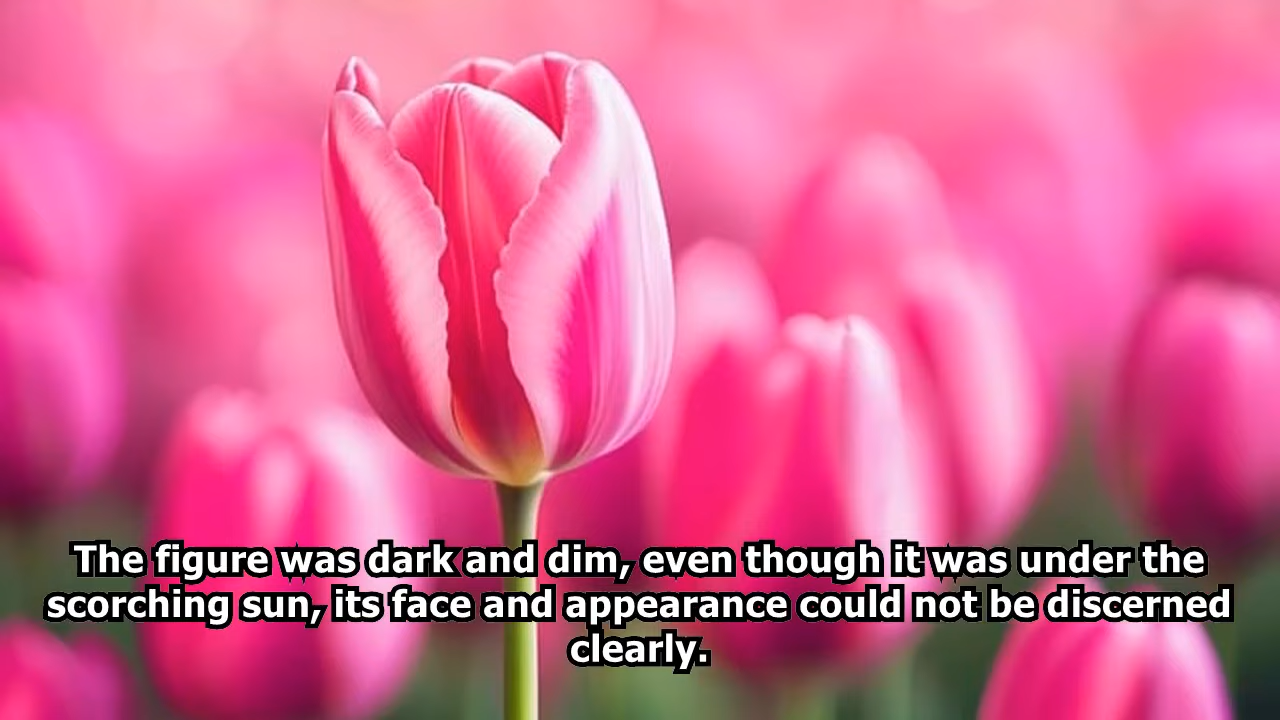 The figure was dark and dim, even though it was under the
scorching sun, its face and appearance could not be discerned
clearly.